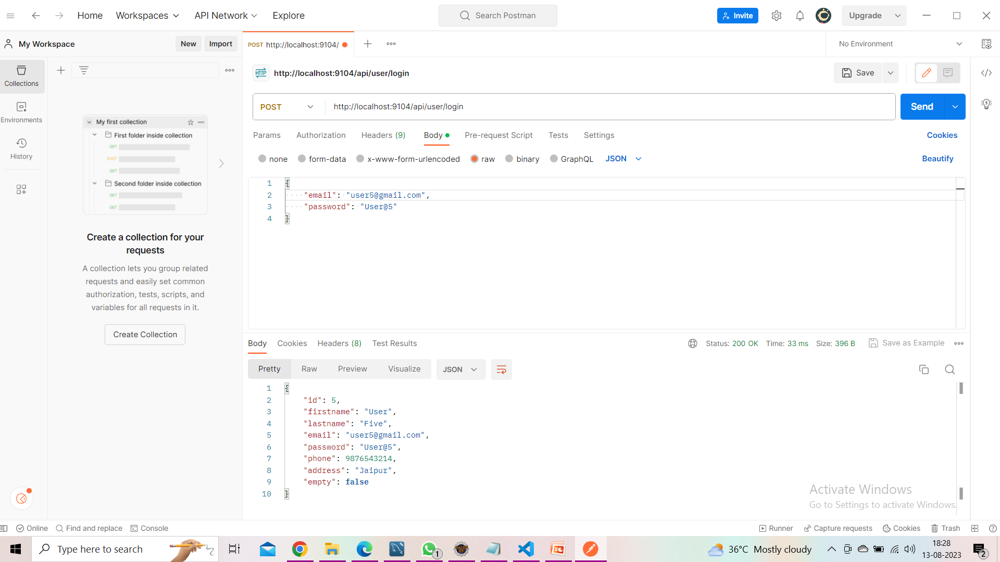 Home Workspaces API Network Explore Search Postman Invite Upgrade
My Workspace New Import POST http://localhost:9104/ No Environment
Collections
Environments
History
My first collection
First folder inside collection
GET
POST
GET
Second folder inside collection
GET
GET
Create a collection for your
requests
A collection lets you group related
requests and easily set common
authorization, tests, scripts, and
variables for all requests in it.
Create Collection
HTTP http://localhost:9104/api/user/login Save
POST http://localhost:9104/api/user/login Send
Params Authorization Headers (9) Body Pre-request Script Tests Settings Cookies
none form-data x-www-form-urlencoded raw binary GraphQL JSON Beautify
1 {
2 "email": "user5@gmail.com",
3 "password": "User@5"
4 }
Body Cookies Headers (8) Test Results Status: 200 OK Time: 33 ms Size: 396 B Save as Example
Pretty Raw Preview Visualize JSON
1 {
2 "id": 5,
3 "firstname": "User",
4 "lastname": "Five",
5 "email": "user5@gmail.com",
6 "password": "User@5",
7 "phone": 9876543214,
8 "address": "Jaipur",
9 "empty": false
10 }
Activate Windows
Go to Settings to activate Windows.
Online Find and replace Console Runner Capture requests Cookies Trash
Type here to search 1 36°C Mostly cloudy 18:28
13-08-2023 2